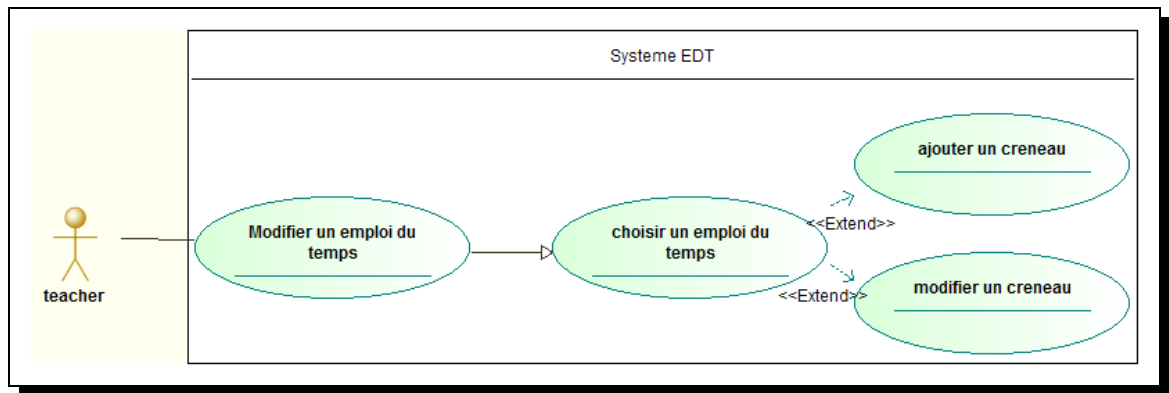 Systeme EDT
teacher
Modifier un emploi du
temps
choisir un emploi du
temps
<<Extend>>
<<Extend>>
ajouter un creneau
modifier un creneau